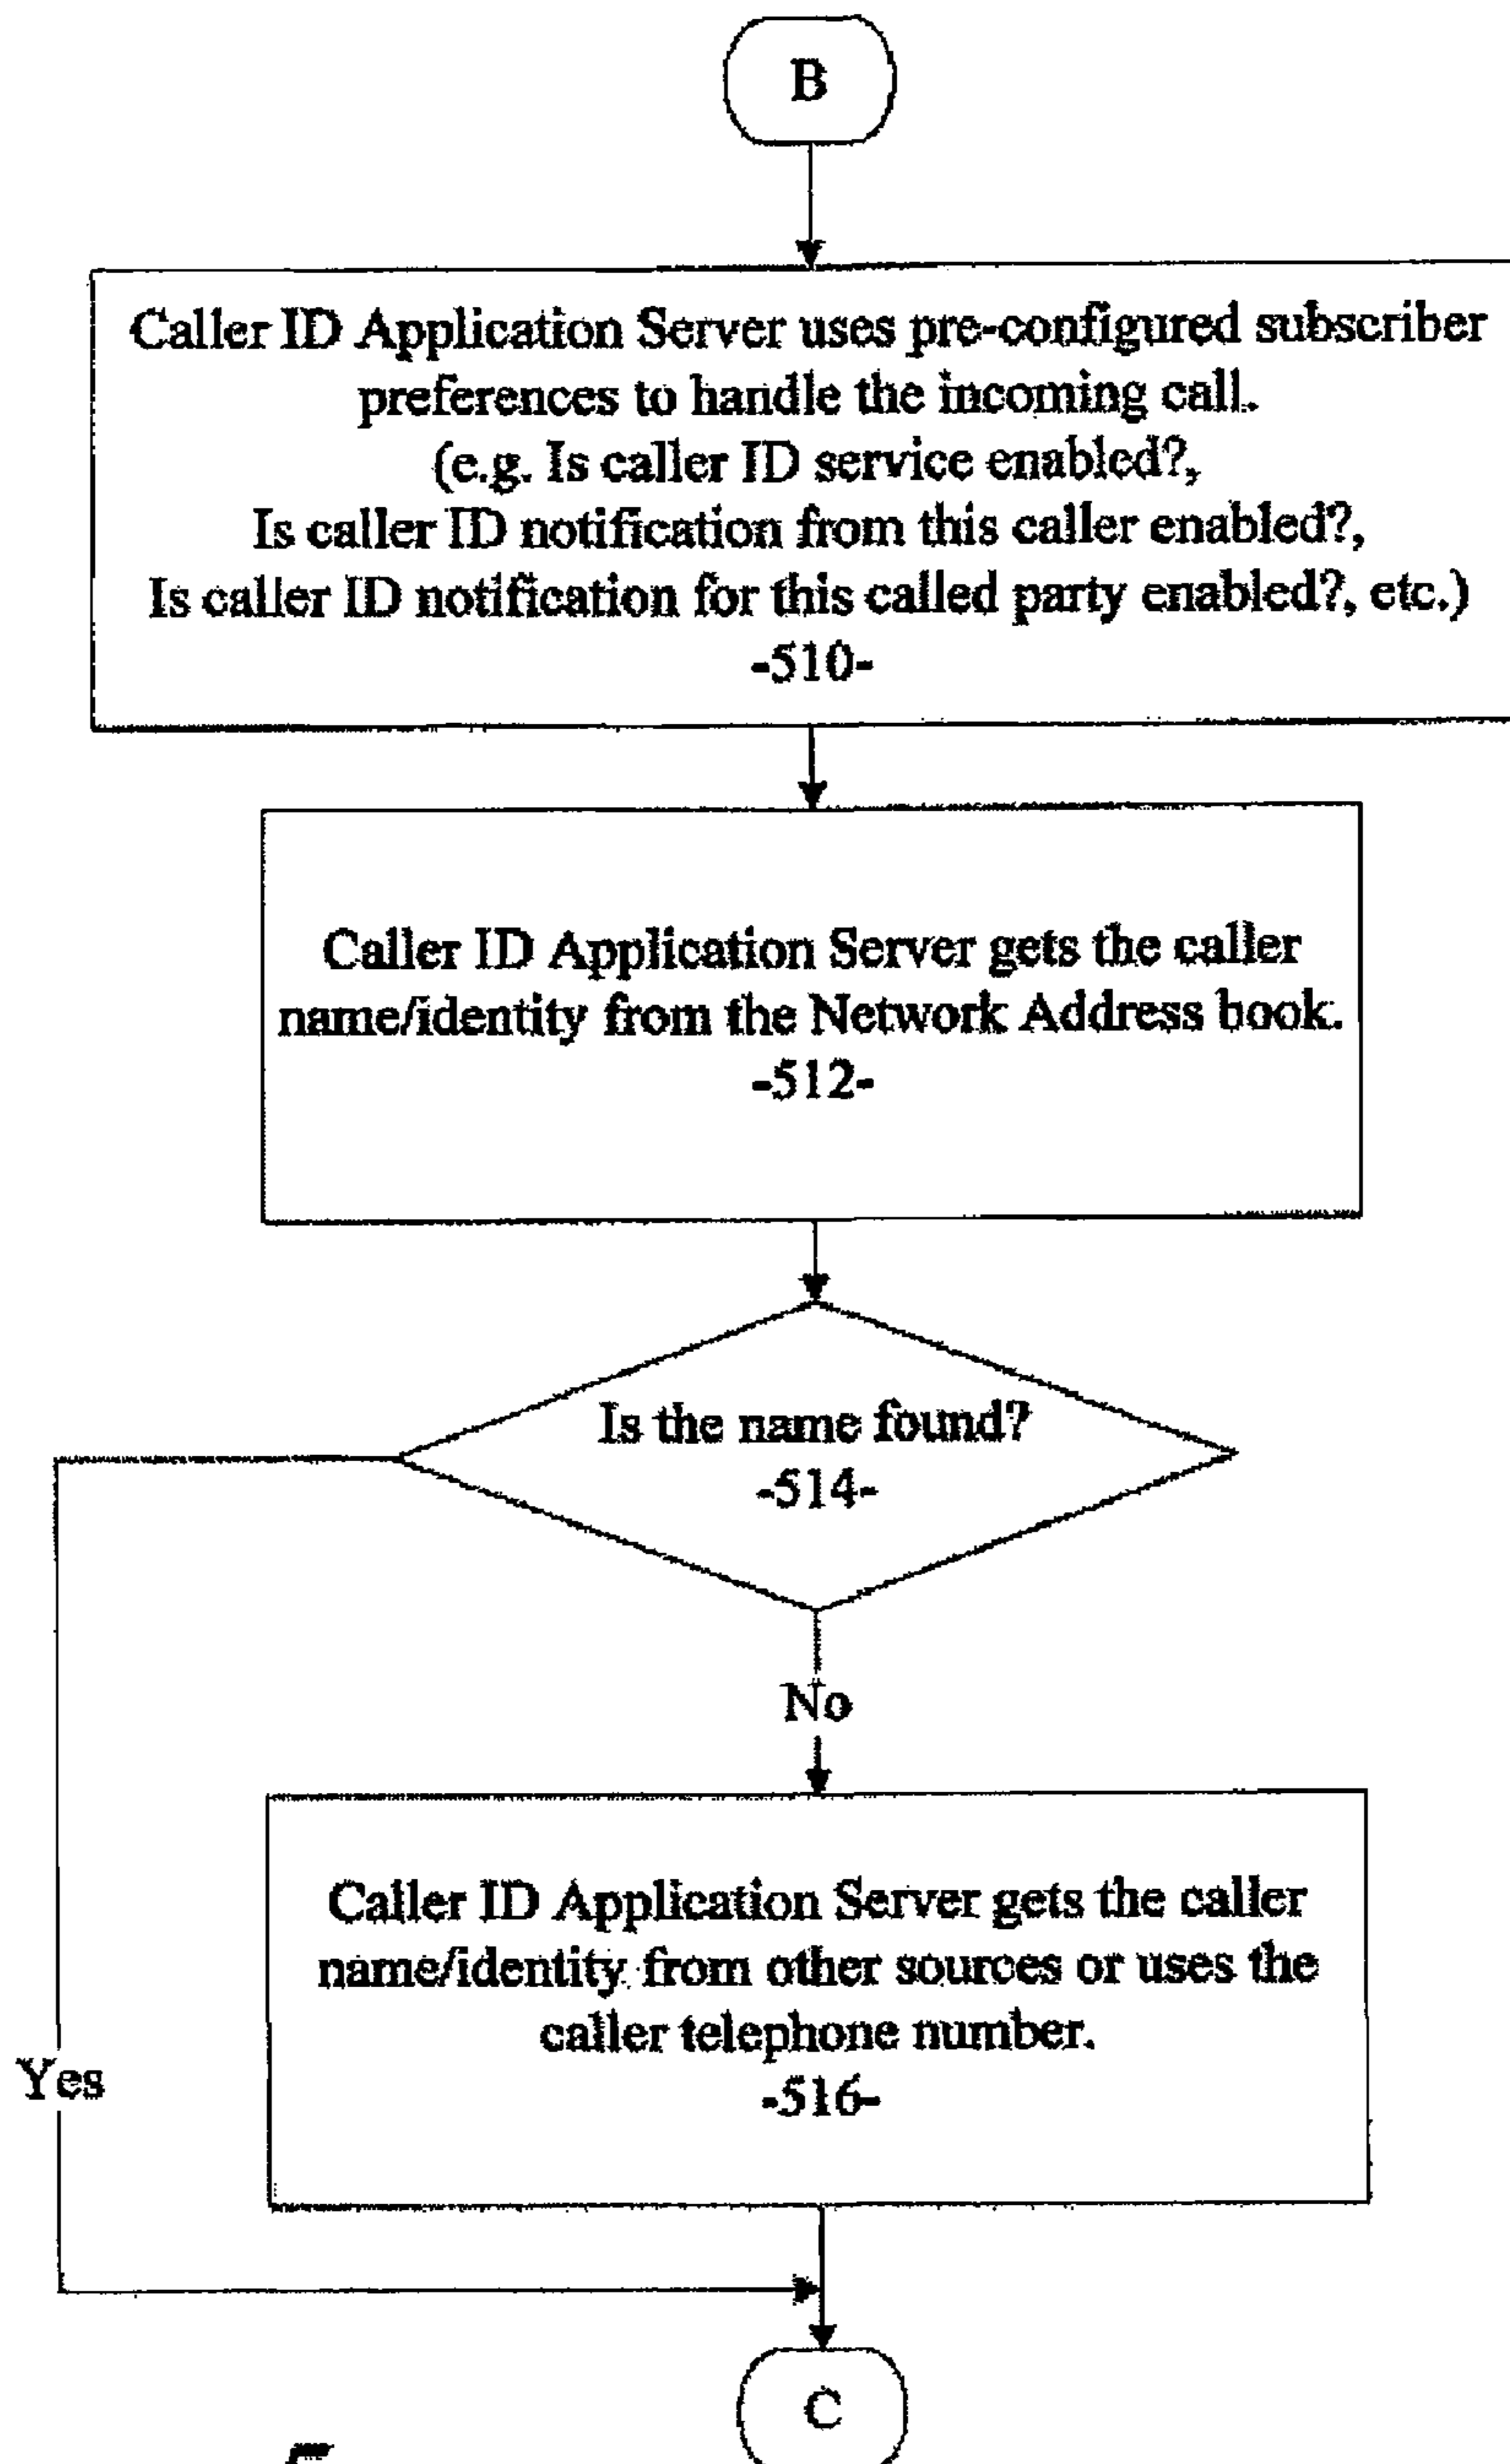 B
Caller ID Application Server uses pre-configured subscriber
preferences to handle the incoming call.
(e.g. Is caller ID service enabled?,
Is caller ID notification from this caller enabled?,
Is caller ID notification for this called party enabled?, etc.)
-510-
Caller ID Application Server gets the caller
name/identity from the Network Address book.
-512-
Is the name found?
-514-
No
Caller ID Application Server gets the caller
name/identity from other sources or uses the
caller telephone number.
-516-
Yes
C